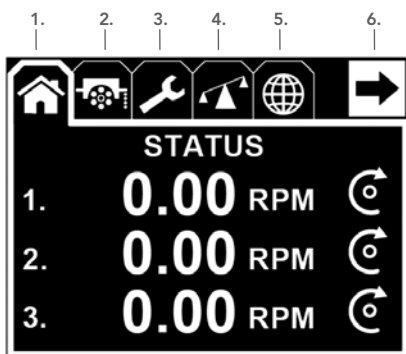 1. 2. 3. 4. 5. 6.
STATUS
1. 0.00 RPM
2. 0.00 RPM
3. 0.00 RPM